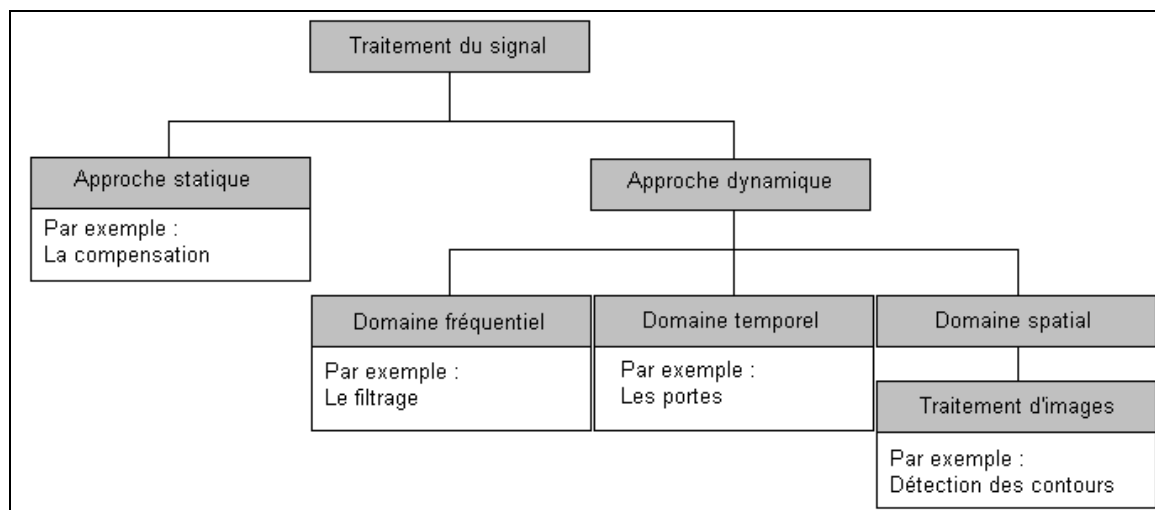 Traitement du signal
Approche statique
Par exemple :
La compensation
Approche dynamique
Domaine fréquentiel
Par exemple :
Le filtrage
Domaine temporel
Par exemple :
Les portes
Domaine spatial
Traitement d'images
Par exemple :
Détection des contours